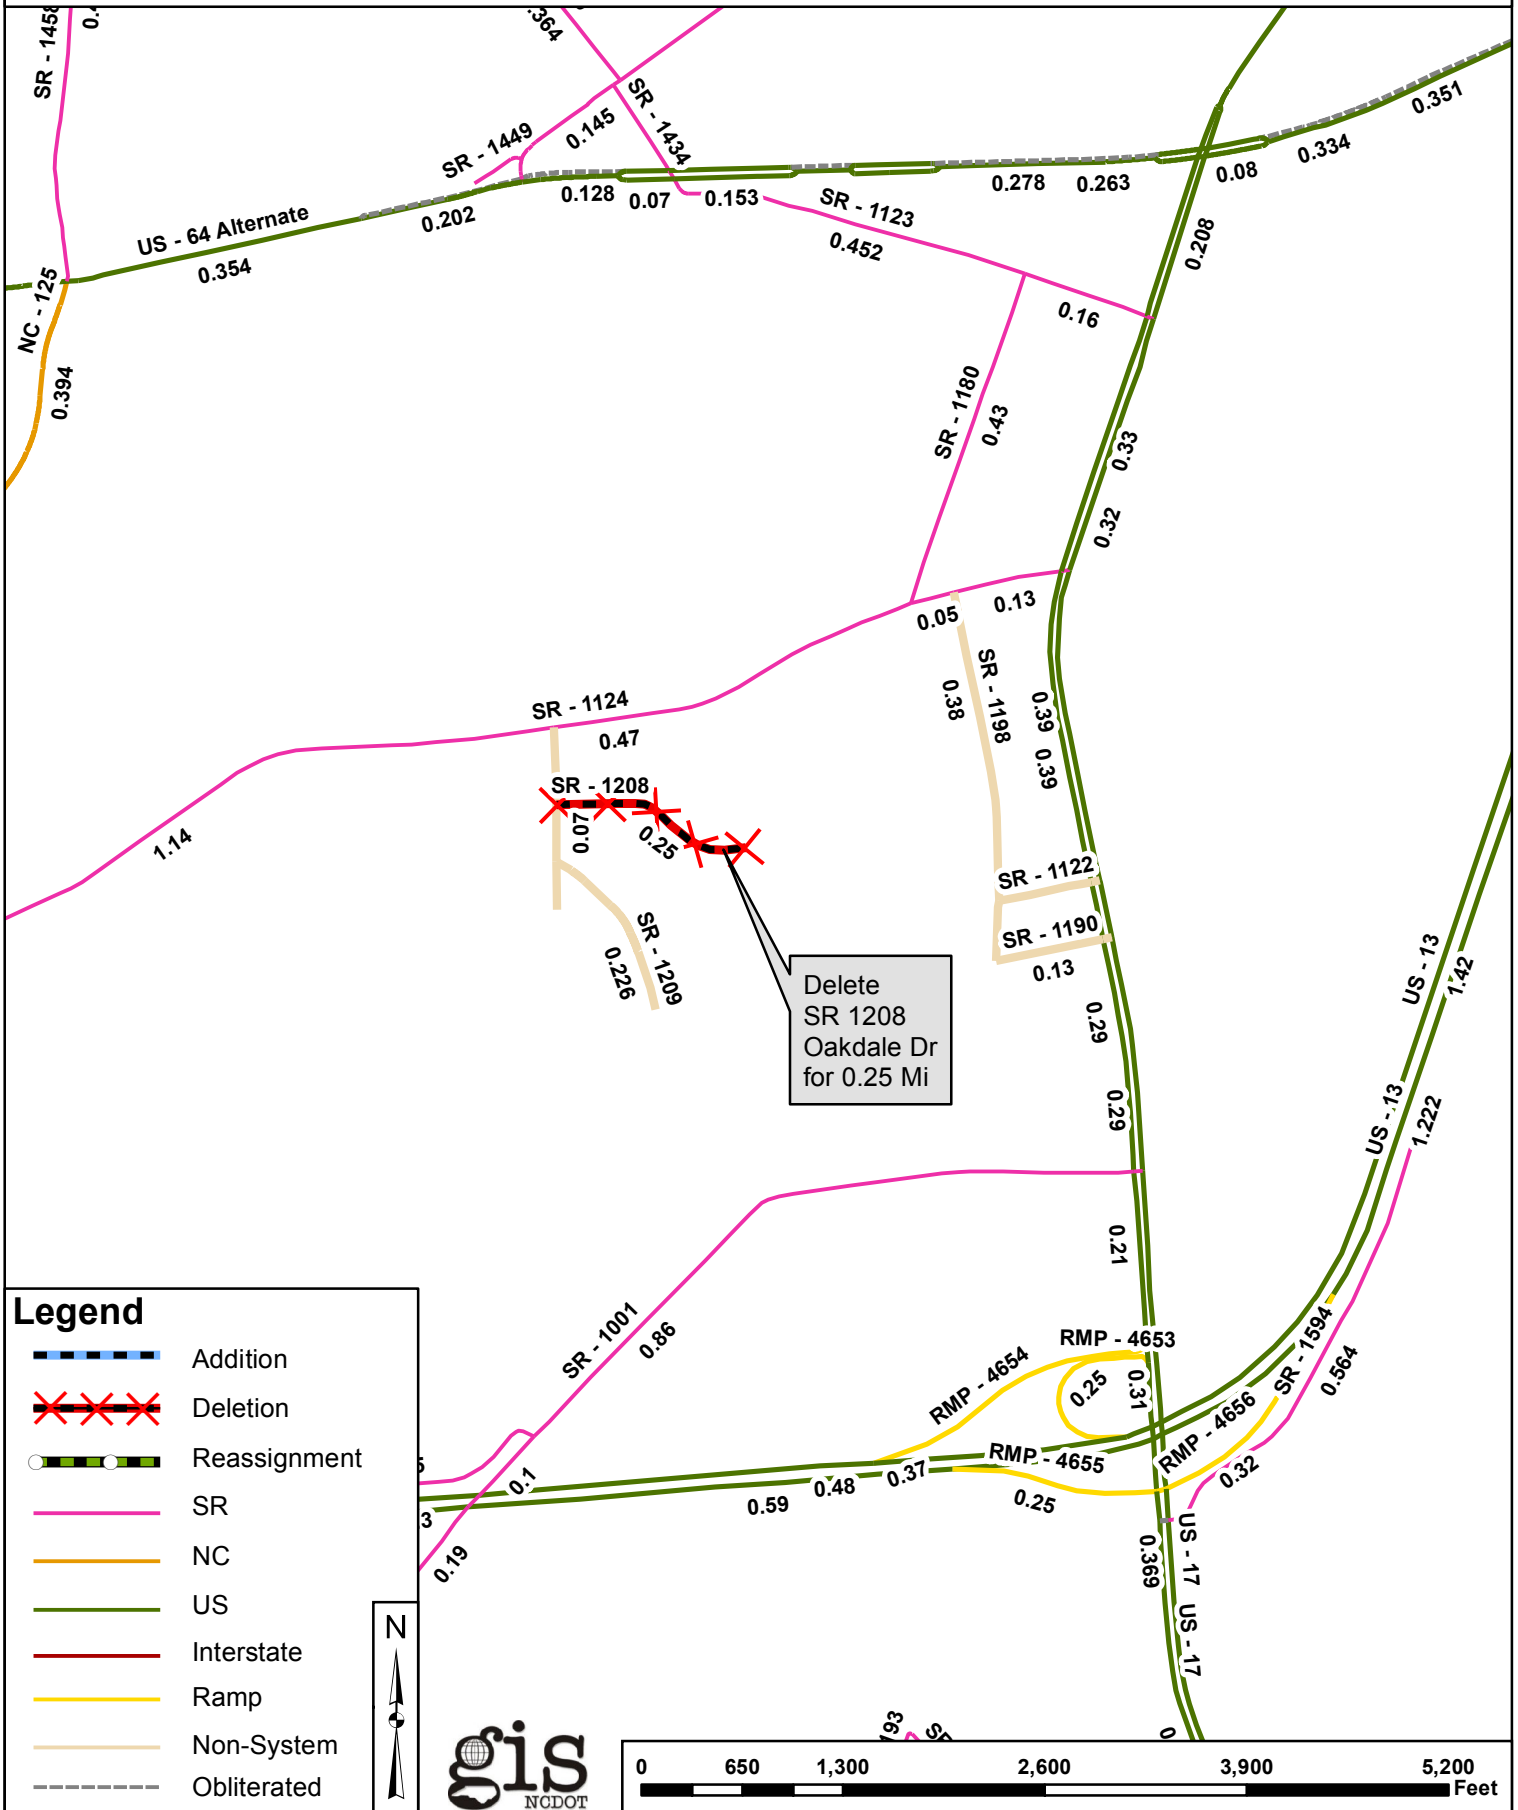 SR - 1458
0.4
.364
SR - 1434
SR - 1449
0.145
0.351
0.334
0.08
0.278
0.263
0.128
0.07
0.153
0.202
US - 64 Alternate
0.354
SR - 1123
0.452
0.208
NC - 125
0.394
0.16
SR - 1180
0.43
0.33
0.32
0.05
0.13
SR - 1198
0.38
0.39
0.39
SR - 1124
0.47
1.14
SR - 1208
0.07
0.25
SR - 1122
SR - 1190
0.13
SR - 1209
0.226
Delete
SR 1208
Oakdale Dr
for 0.25 Mi
0.29
0.29
US - 13
1.42
US - 13
1.222
0.21
SR - 1001
0.86
RMP - 4653
RMP - 4654
0.25
0.31
SR - 1594
0.564
RMP - 4656
RMP - 4655
0.32
0.37
0.48
0.59
0.25
0.1
3
0.19
US - 17
0.369
US - 17
0
193
Legend
Addition
Deletion
Reassignment
SR
NC
US
Interstate
Ramp
Non-System
Obliterated
N
gis
NCDOT
0 650 1,300 2,600 3,900 5,200
Feet